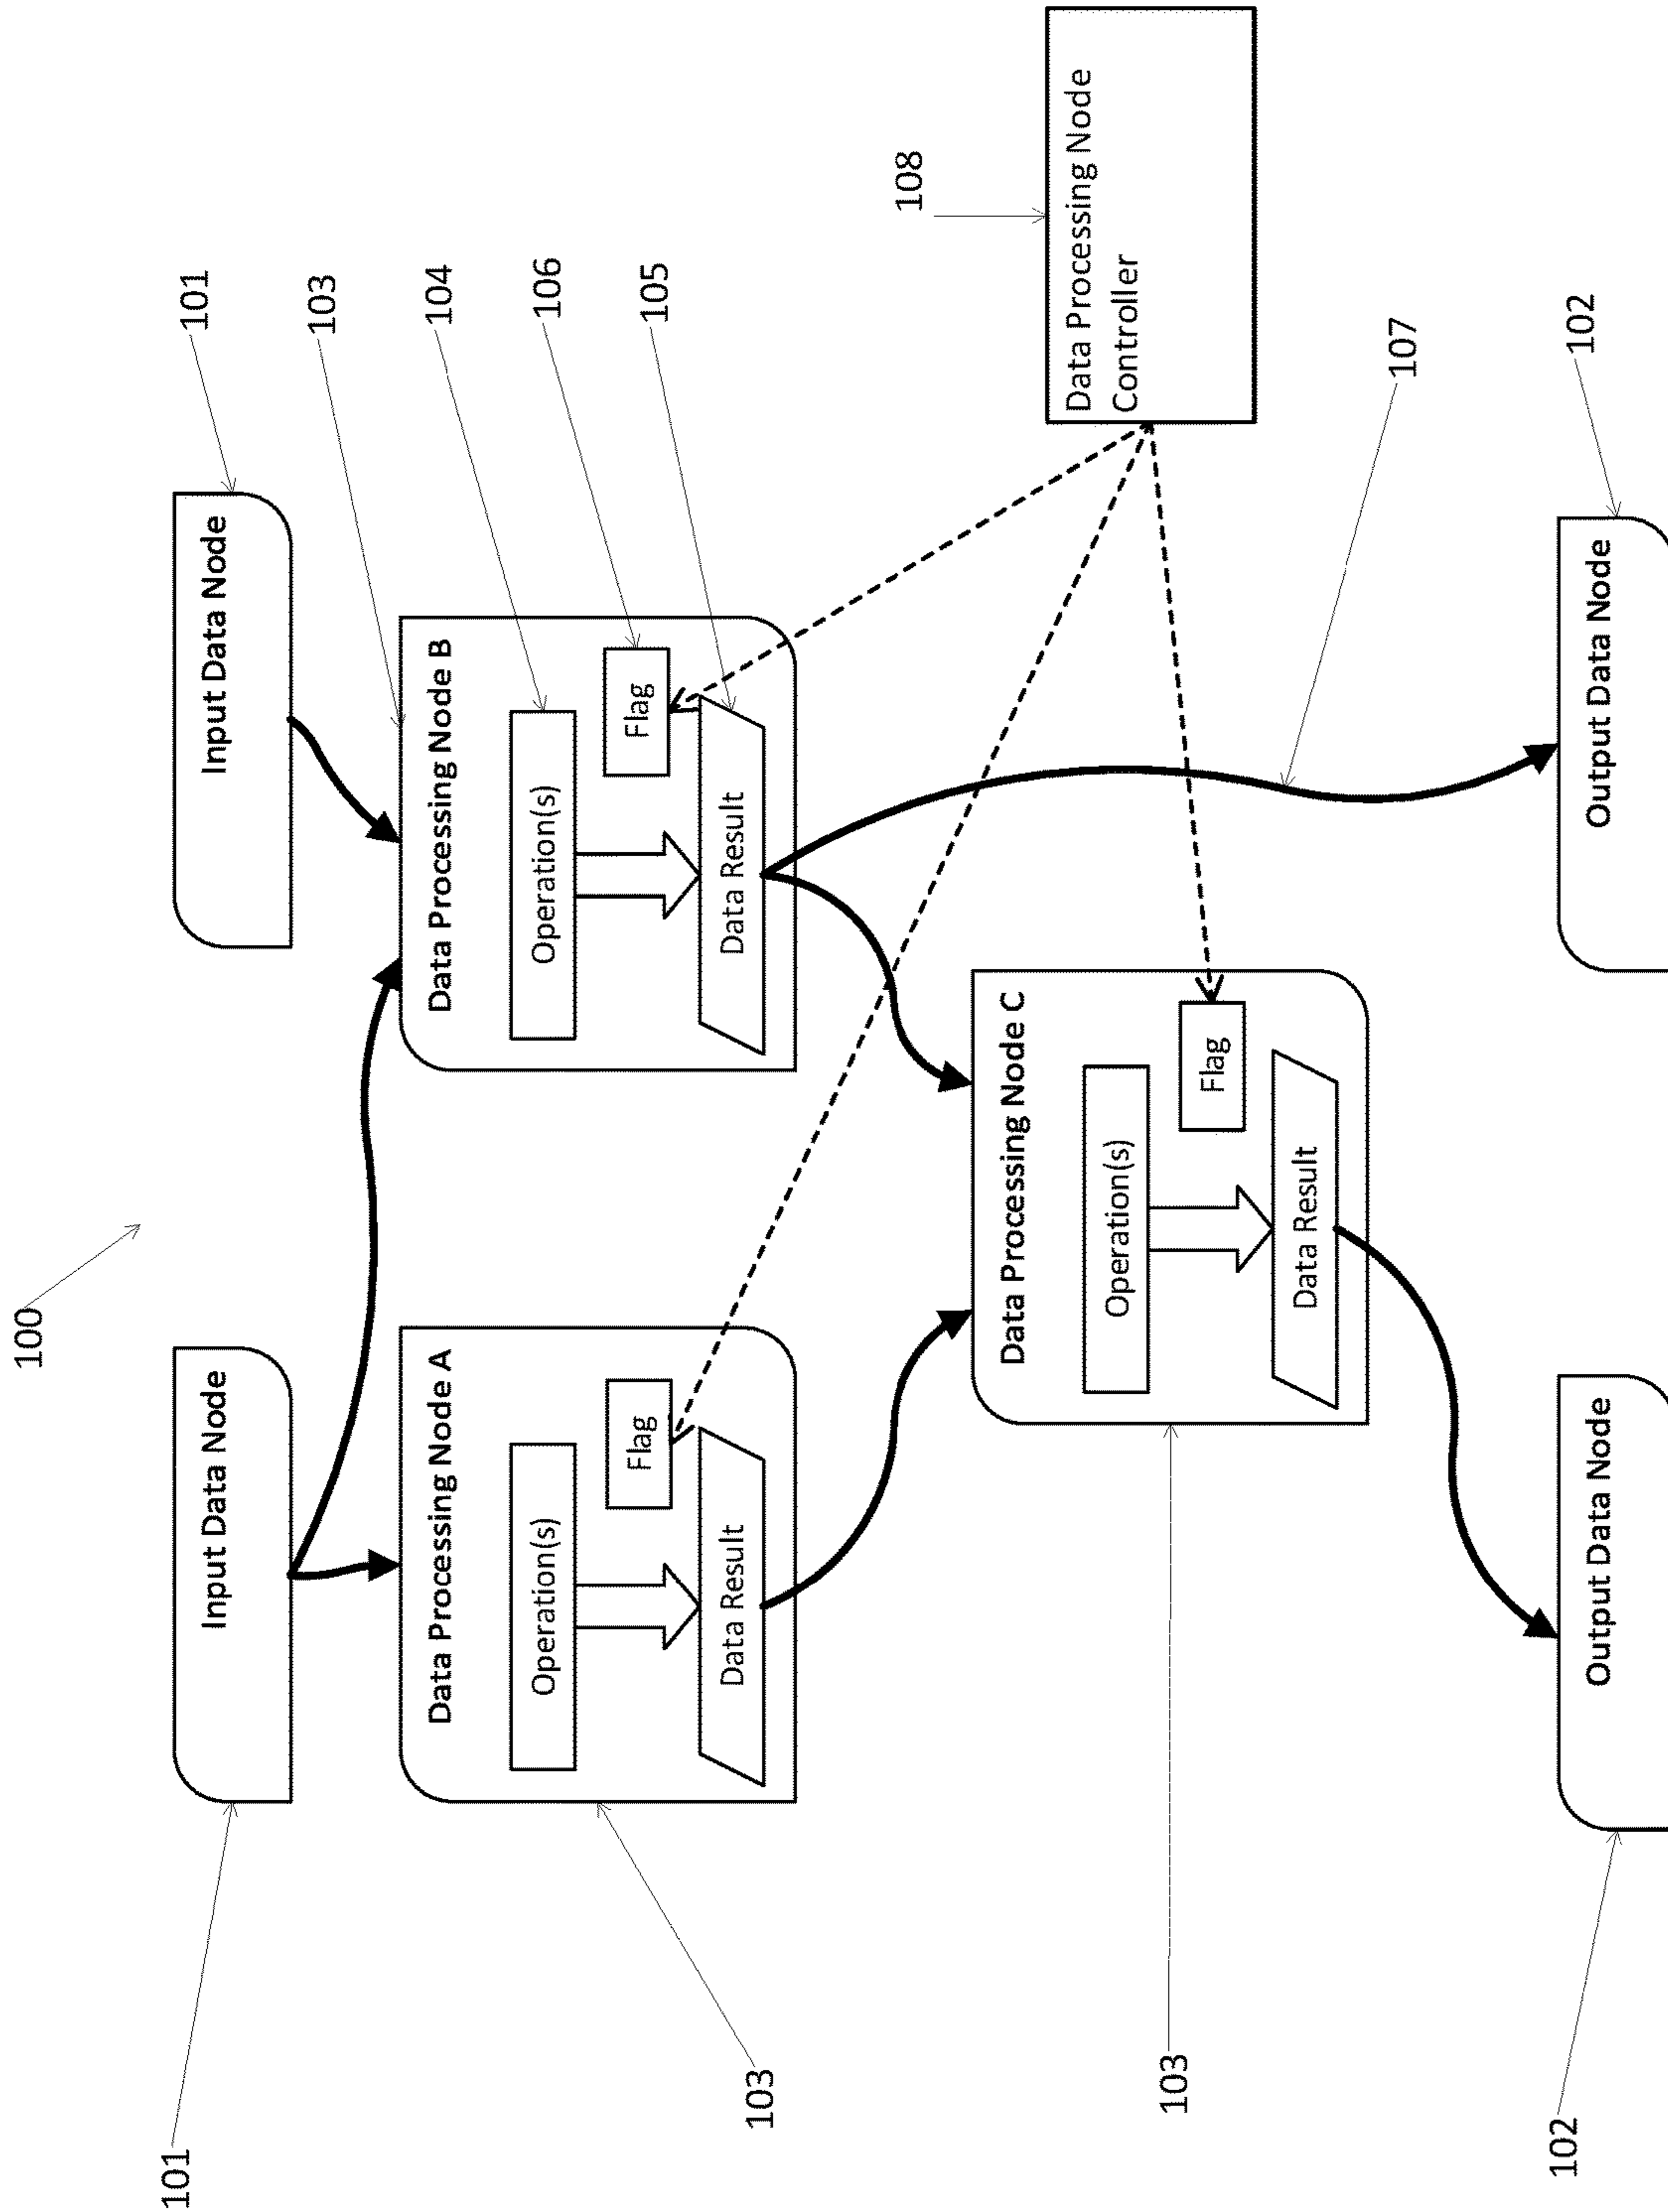 100
101
Input Data Node
Input Data Node
101
103
Data Processing Node A
Operation(s)
Flag
Data Result
103
Data Processing Node B
Operation(s)
Flag
Data Result
104
106
105
108
Data Processing Node
Controller
103
Data Processing Node C
Operation(s)
Flag
Data Result
107
102
Output Data Node
Output Data Node
102